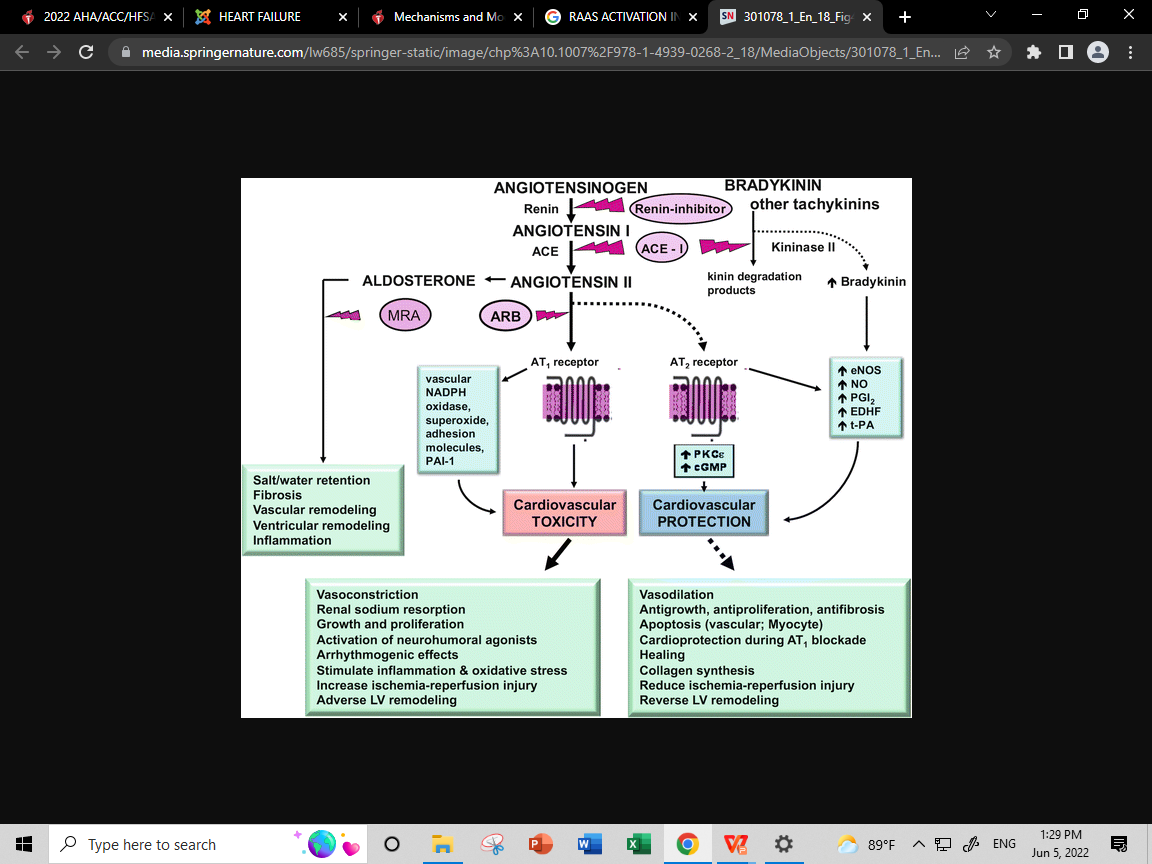 2022 AHA/ACC/HFSA
HEART FAILURE
Mechanisms and Mo
RAAS ACTIVATION IN
301078_1_En_18_Fig
media.springernature.com/lw685/springer-static/image/chp%3A10.1007%2F978-1-4939-0268-2_18/MediaObjects/301078_1_En...
ANGIOTENSINOGEN
BRADYKININ
other tachykinins
Renin
Renin-inhibitor
ANGIOTENSIN I
ACE
ACE - I
Kininase II
kinin degradation
products
↑ Bradykinin
ALDOSTERONE
ANGIOTENSIN II
MRA
ARB
AT1 receptor
AT2 receptor
vascular
NADPH
oxidase,
superoxide,
adhesion
molecules,
PAI-1
↑ eNOS
↑ NO
↑ PGI2
↑ EDHF
↑ t-PA
↑ PKCε
↑ cGMP
Salt/water retention
Fibrosis
Vascular remodeling
Ventricular remodeling
Inflammation
Cardiovascular
TOXICITY
Cardiovascular
PROTECTION
Vasoconstriction
Renal sodium resorption
Growth and proliferation
Activation of neurohumoral agonists
Arrhythmogenic effects
Stimulate inflammation & oxidative stress
Increase ischemia-reperfusion injury
Adverse LV remodeling
Vasodilation
Antigrowth, antiproliferation, antifibrosis
Apoptosis (vascular; Myocyte)
Cardioprotection during AT1 blockade
Healing
Collagen synthesis
Reduce ischemia-reperfusion injury
Reverse LV remodeling
Type here to search
89°F
ENG
1:29 PM
Jun 5, 2022